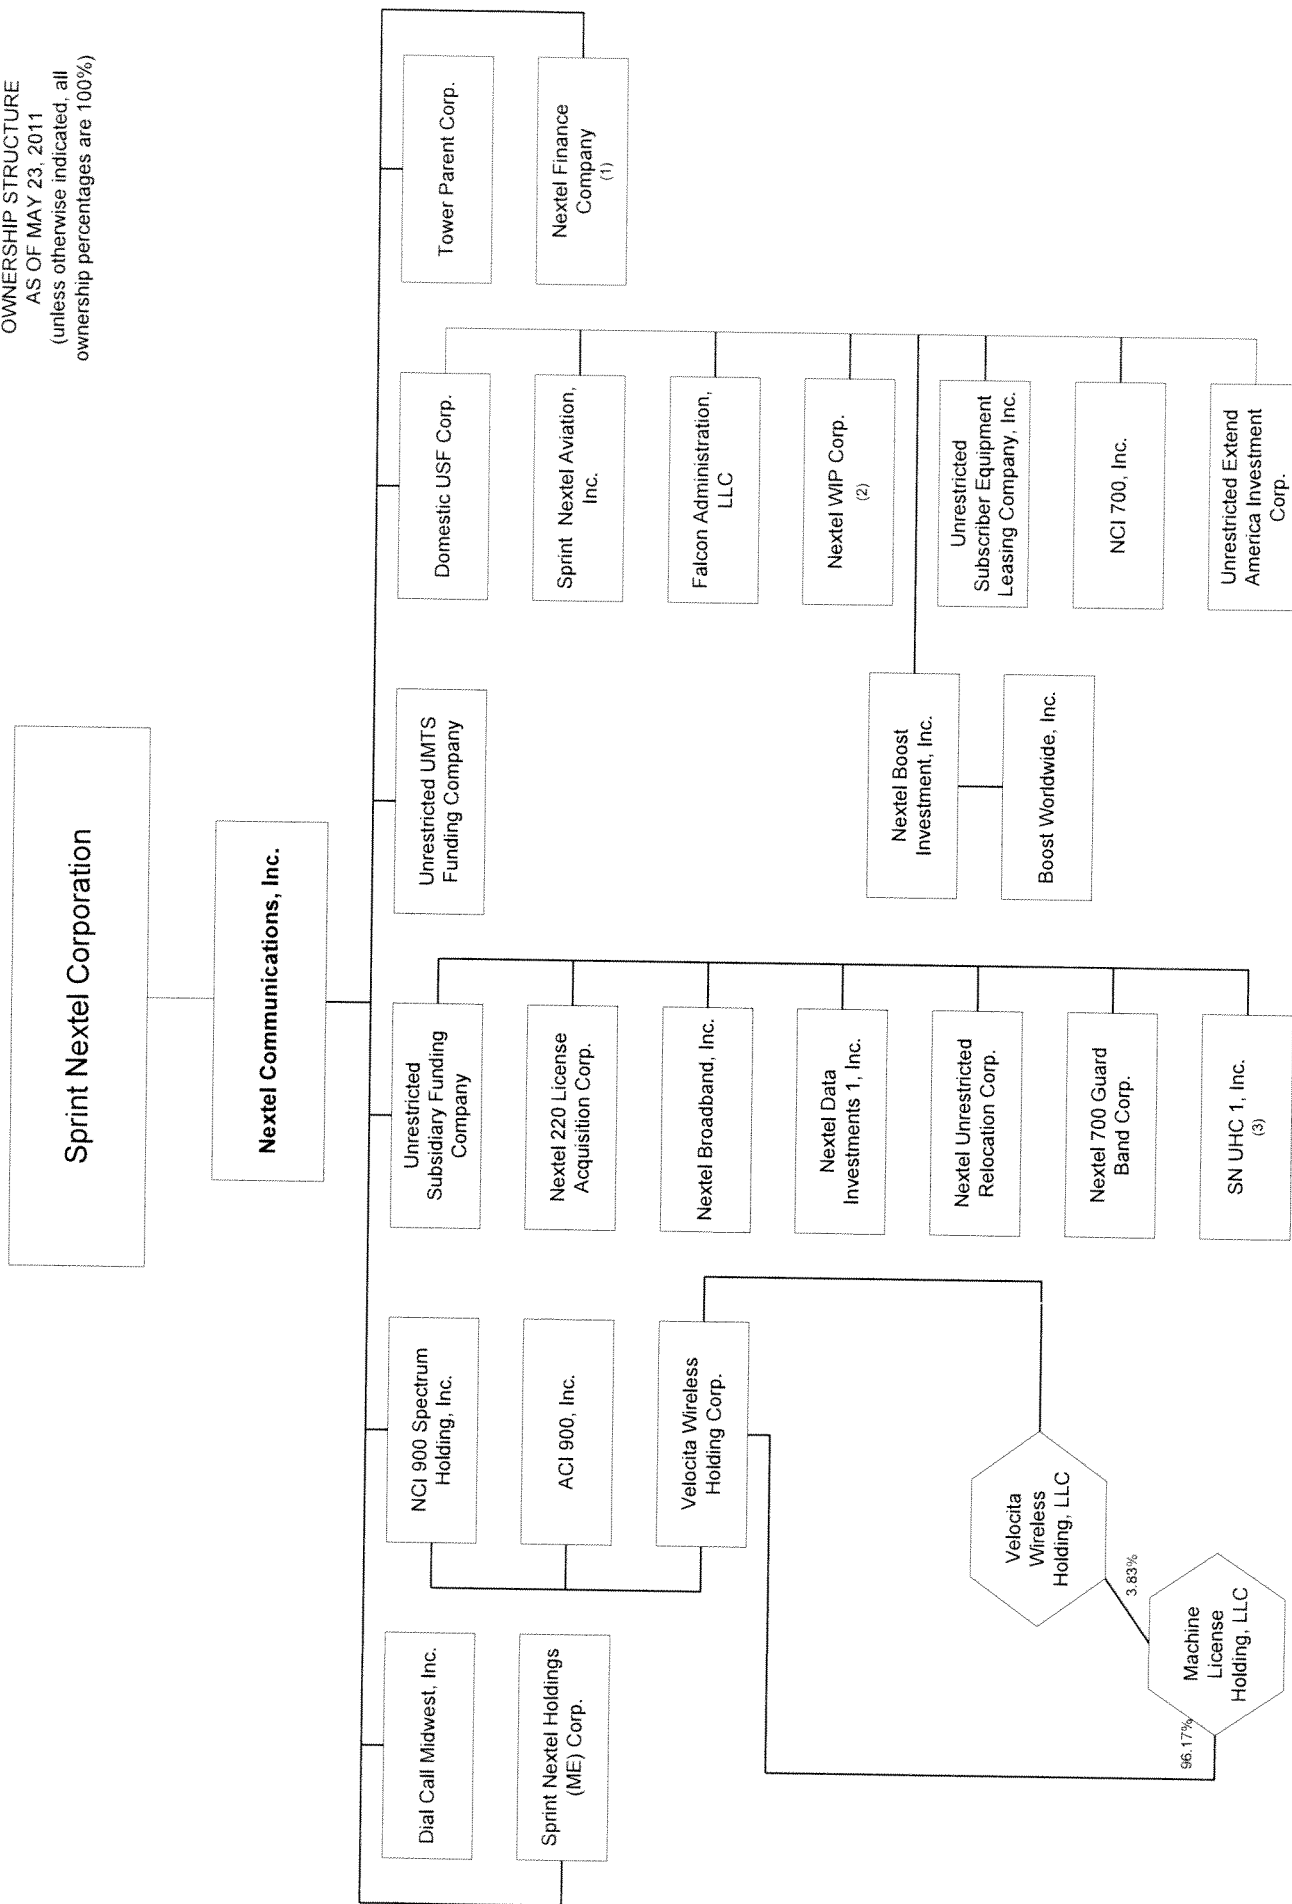 OWNERSHIP STRUCTURE
AS OF MAY 23, 2011
(unless otherwise indicated, all
ownership percentages are 100%)
Sprint Nextel Corporation
Nextel Communications, Inc.
Dial Call Midwest, Inc.
Sprint Nextel Holdings
(ME) Corp.
NCI 900 Spectrum
Holding, Inc.
ACI 900, Inc.
Velocita Wireless
Holding Corp.
Velocita
Wireless
Holding, LLC
3.83%
Machine
License
Holding, LLC
96.17%
Unrestricted
Subsidiary Funding
Company
Nextel 220 License
Acquisition Corp.
Nextel Broadband, Inc.
Nextel Data
Investments 1, Inc.
Nextel Unrestricted
Relocation Corp.
Nextel 700 Guard
Band Corp.
SN UHC 1, Inc.
(3)
Unrestricted UMTS
Funding Company
Nextel Boost
Investment, Inc.
Boost Worldwide, Inc.
Domestic USF Corp.
Sprint Nextel Aviation,
Inc.
Falcon Administration,
LLC
Nextel WIP Corp.
(2)
Unrestricted
Subscriber Equipment
Leasing Company, Inc.
NCI 700, Inc.
Unrestricted Extend
America Investment
Corp.
Tower Parent Corp.
Nextel Finance
Company
(1)